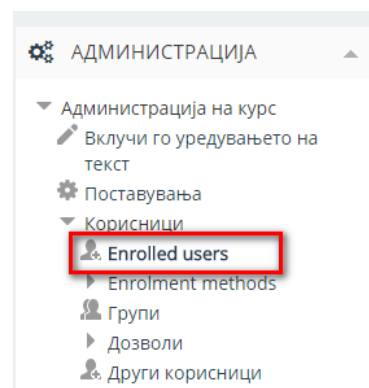 АДМИНИСТРАЦИЈА
Администрација на курс
Вклучи го уредувањето на
текст
Поставувања
Корисници
Enrolled users
Enrolment methods
Групи
Дозволи
Други корисници